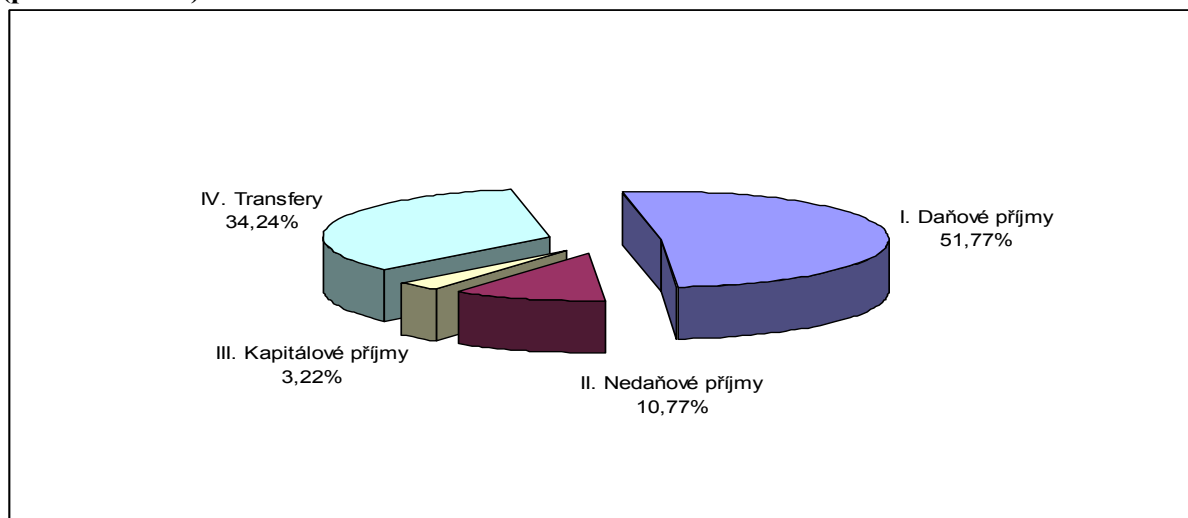 IV. Transfery
34,24%
I. Daňové příjmy
51,77%
III. Kapitálové příjmy
3,22%
II. Nedaňové příjmy
10,77%